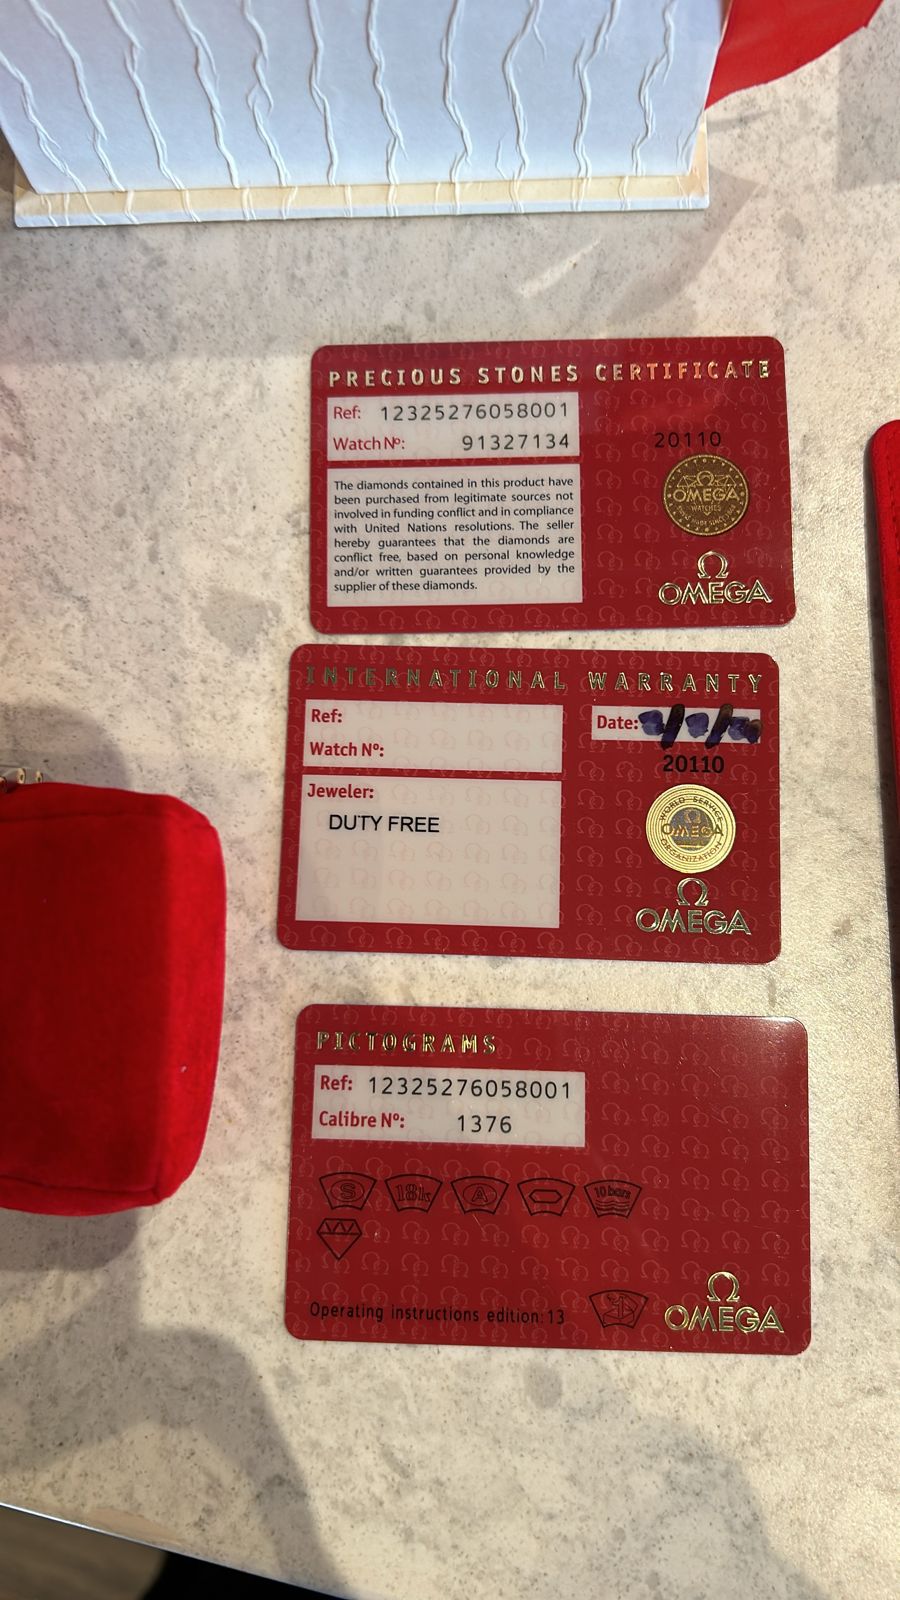 PRECIOUS STONES CERTIFICATE
Ref: 12325276058001
Watch Nº: 91327134
The diamonds contained in this product have
been purchased from legitimate sources not
involved in funding conflict and in compliance
with United Nations resolutions. The seller
hereby guarantees that the diamonds are
conflict free, based on personal knowledge
and/or written guarantees provided by the
supplier of these diamonds.
20110
OMEGA
WATCHES
Ω
OMEGA
INTERNATIONAL WARRANTY
Ref:
Watch Nº:
Date:
20110
Jeweler:
DUTY FREE
WORLD SERVICE
OMEGA
ORGANIZATION
Ω
OMEGA
PICTOGRAMS
Ref: 12325276058001
Calibre Nº: 1376
S 18k A 10 bars
Operating instructions edition: 13
Ω
OMEGA